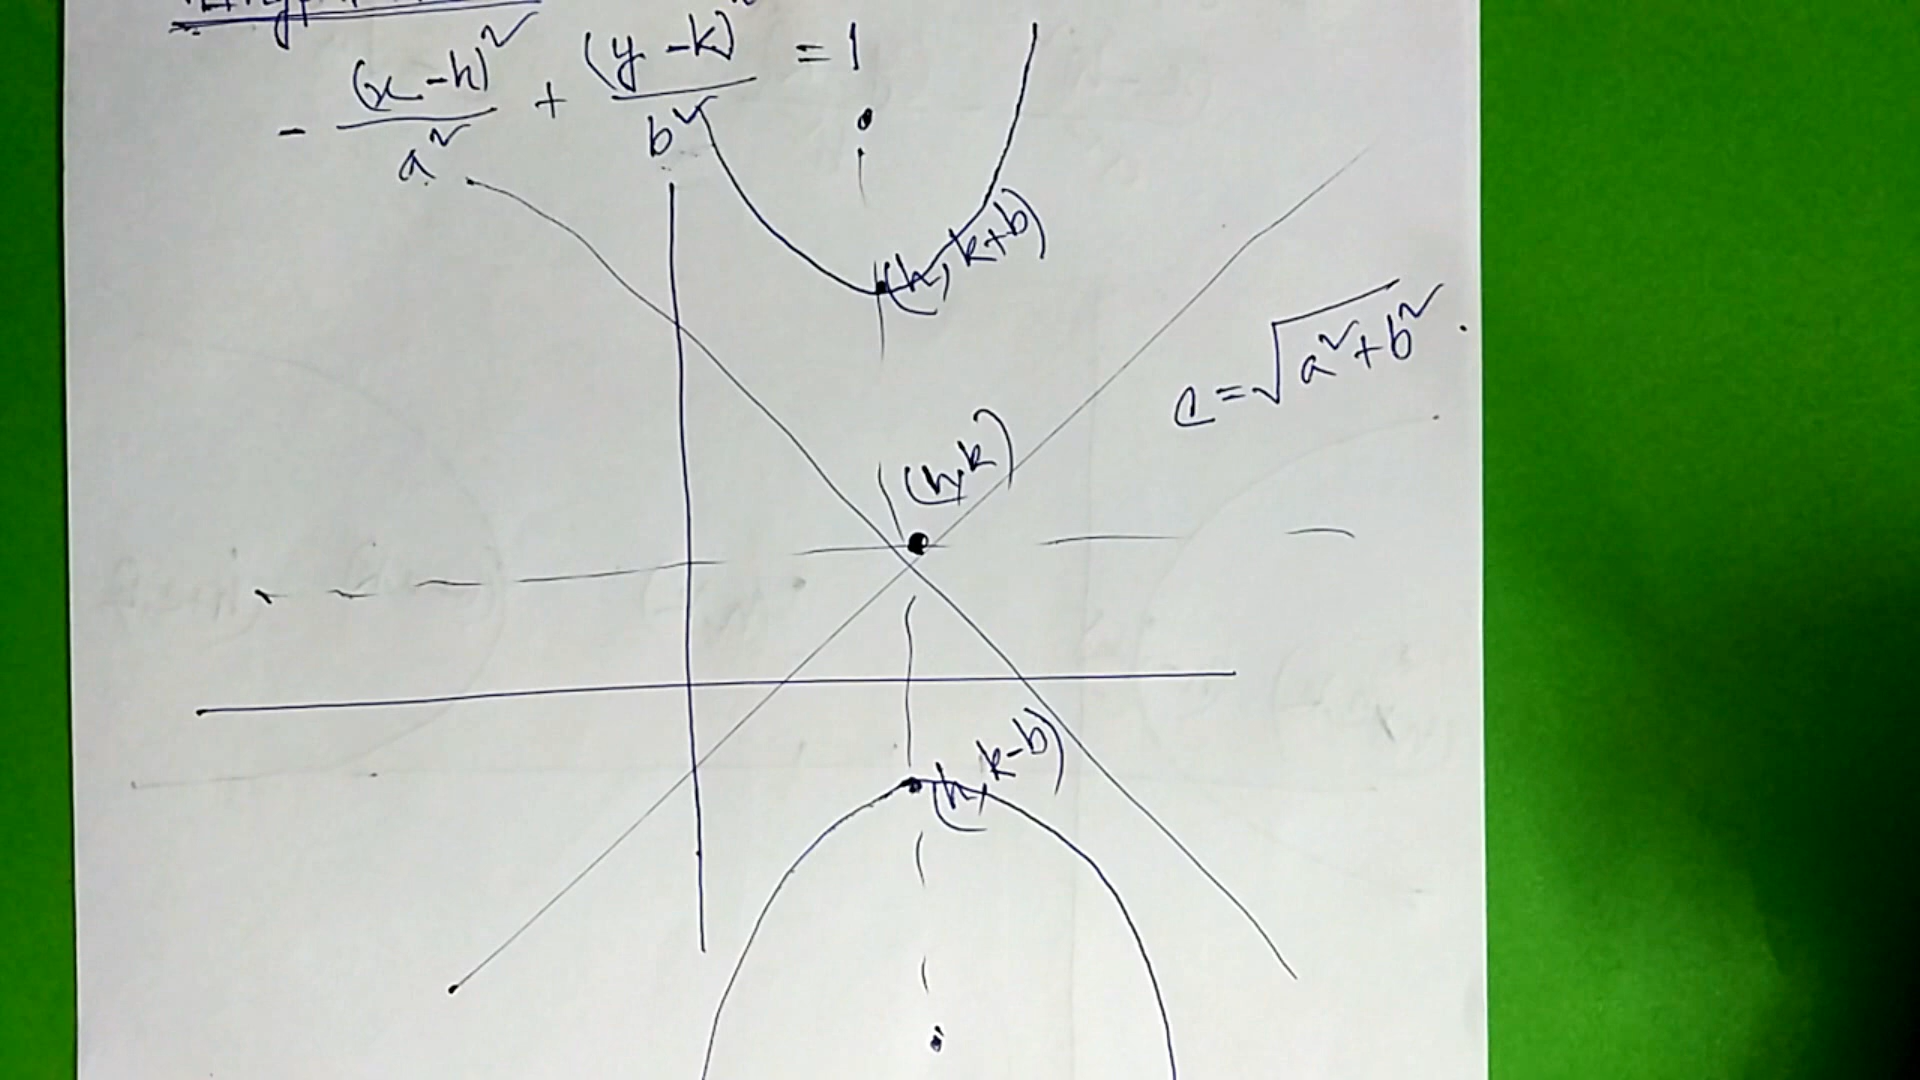 - (x-h)² / a² + (y-k)² / b² = 1
(h, k+b)
c = √a²+b² .
(h, k)
(h, k-b)